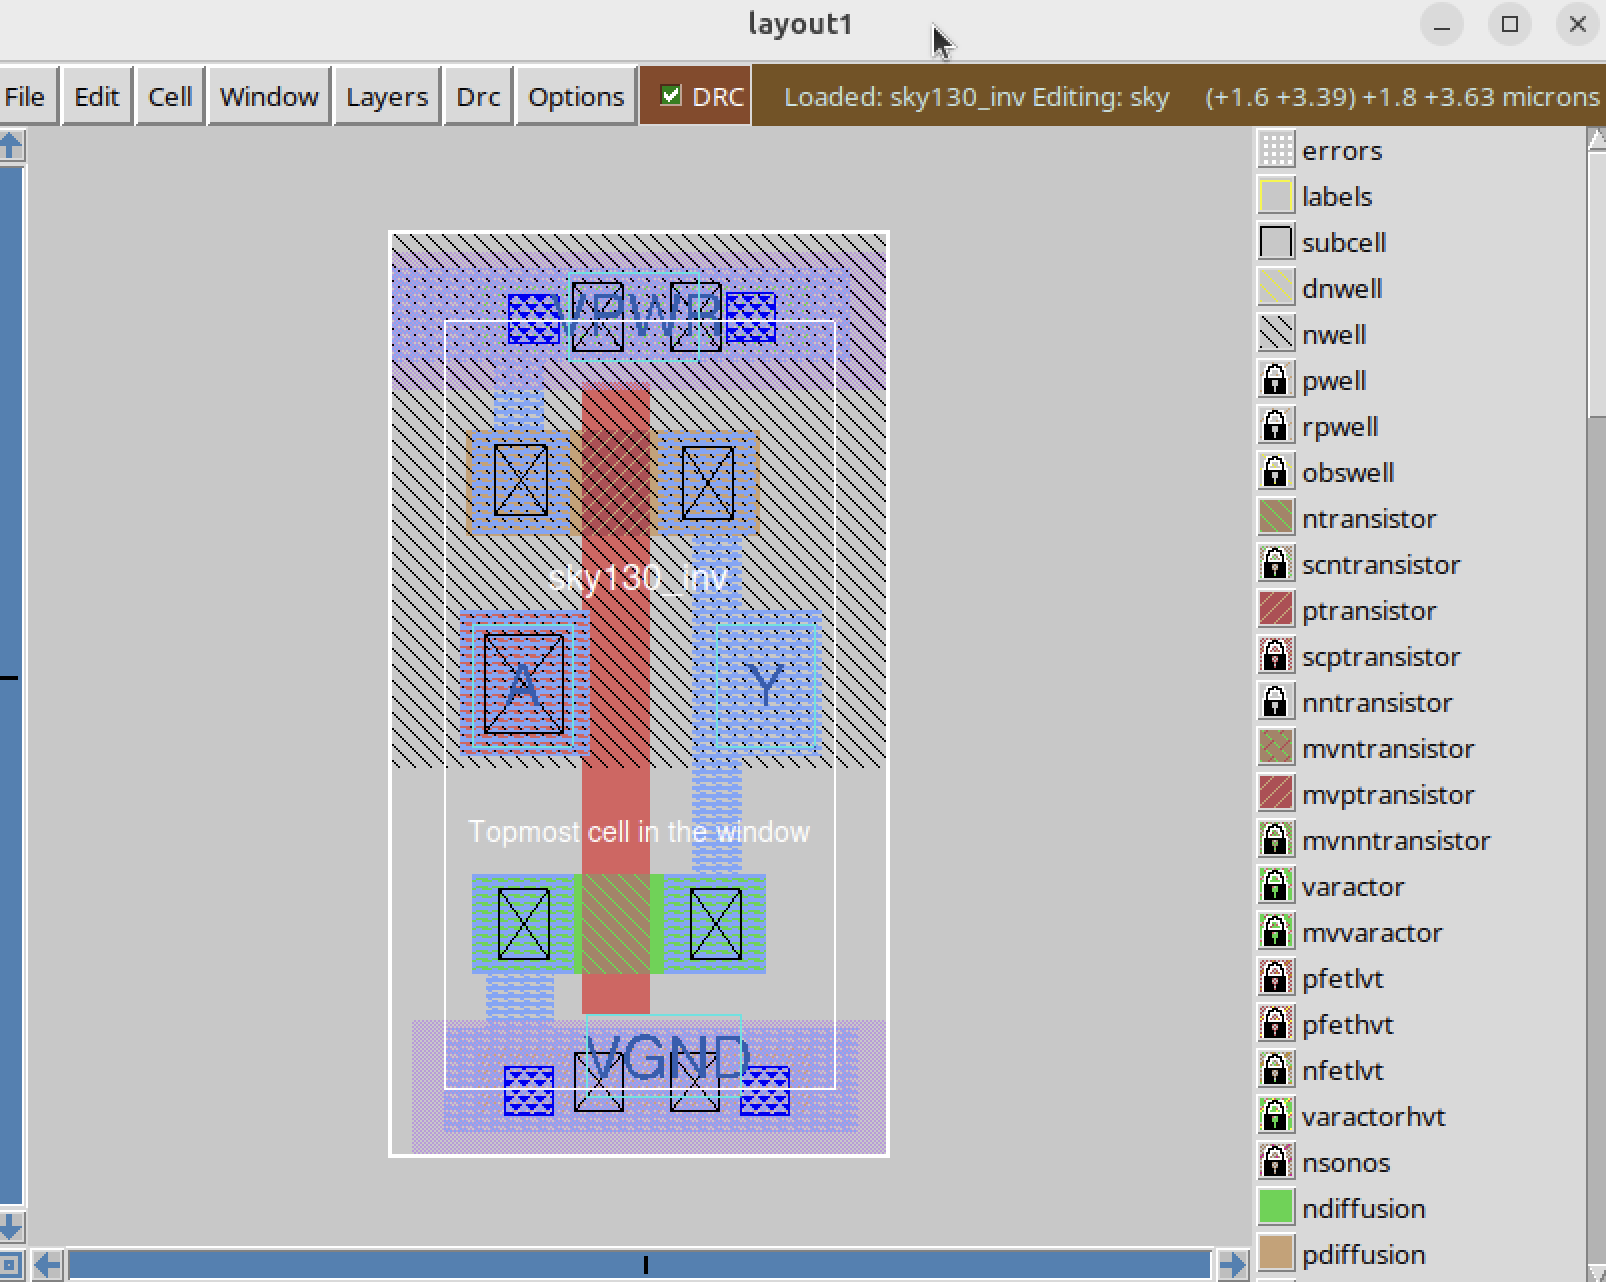 layout1
File Edit Cell Window Layers Drc Options DRC Loaded: sky130_inv Editing: sky (+1.6 +3.39) +1.8 +3.63 microns
VPWR
sky130_inv
A Y
Topmost cell in the window
VGND
errors
labels
subcell
dnwell
nwell
pwell
rpwell
obswell
ntransistor
scntransistor
ptransistor
scptransistor
nntransistor
mvntransistor
mvptransistor
mvnntransistor
varactor
mvvaractor
pfetlvt
pfethvt
nfetlvt
varactorhvt
nsonos
ndiffusion
pdiffusion